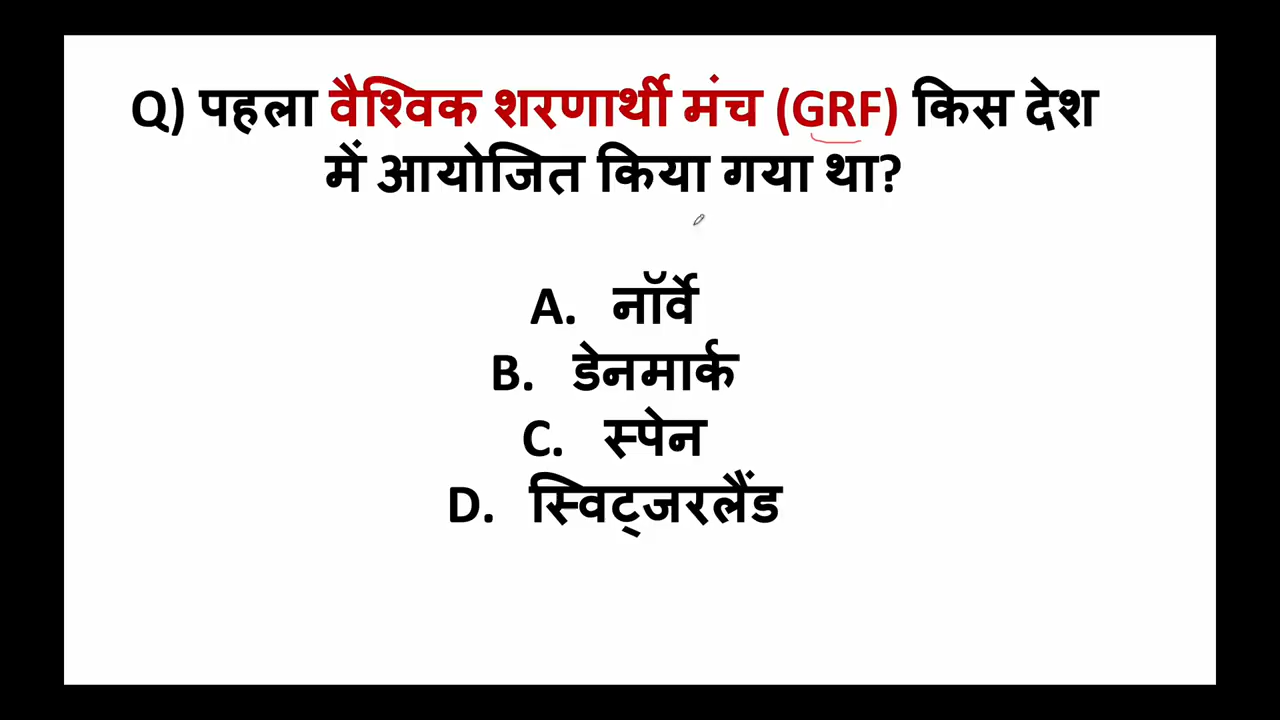 Q) पहला वैश्विक शरणार्थी मंच (GRF) किस देश
में आयोजित किया गया था?
A. नॉर्वे
B. डेनमार्क
C. स्पेन
D. स्विट्जरलैंड